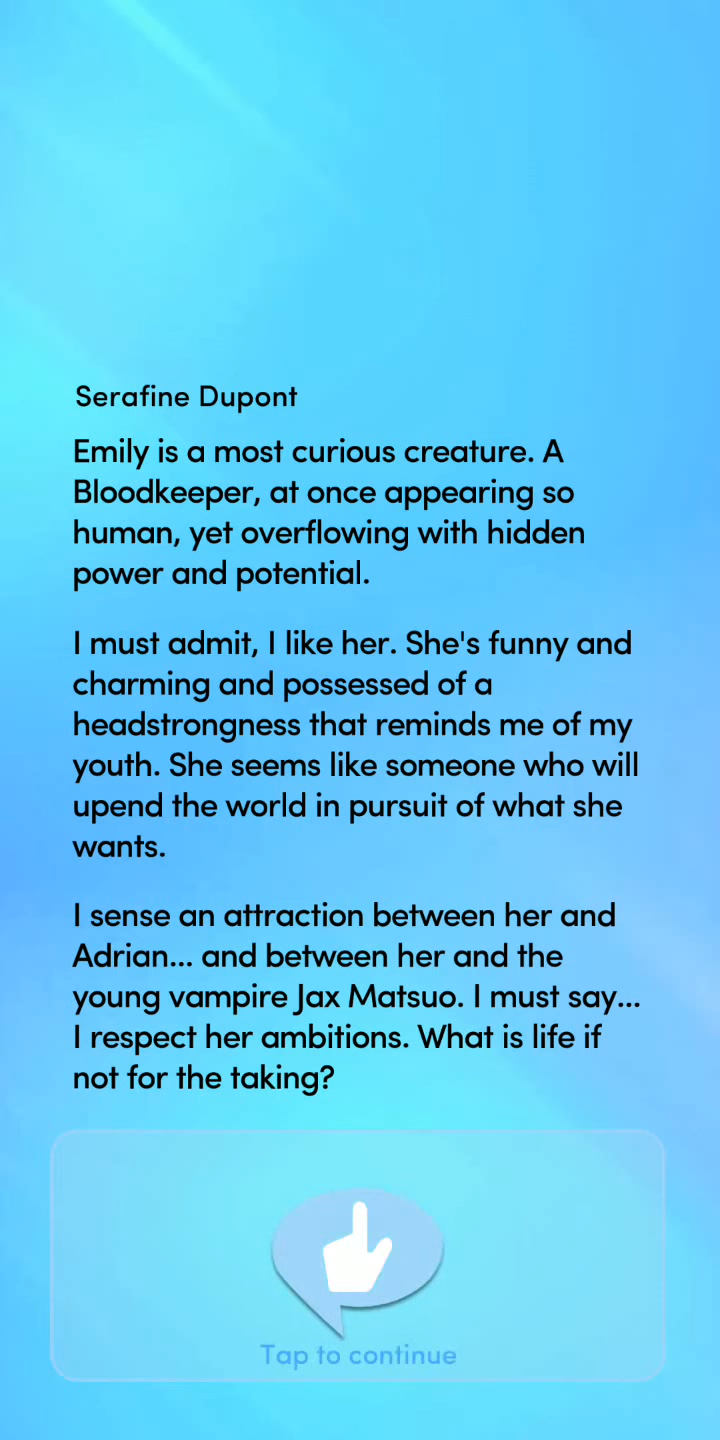 Serafine Dupont
Emily is a most curious creature. A
Bloodkeeper, at once appearing so
human, yet overflowing with hidden
power and potential.
I must admit, I like her. She's funny and
charming and possessed of a
headstrongness that reminds me of my
youth. She seems like someone who will
upend the world in pursuit of what she
wants.
I sense an attraction between her and
Adrian... and between her and the
young vampire Jax Matsuo. I must say...
I respect her ambitions. What is life if
not for the taking?
Tap to continue